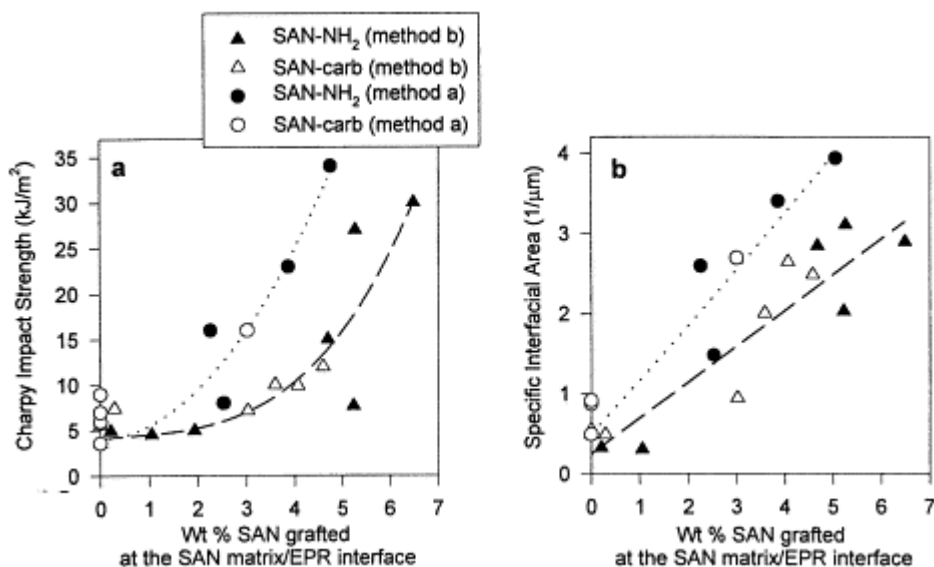 ▲ SAN-NH₂ (method b)
△ SAN-carb (method b)
● SAN-NH₂ (method a)
○ SAN-carb (method a)
a
Charpy Impact Strength (kJ/m²)
35
30
25
20
15
10
5
0
0 1 2 3 4 5 6 7
Wt % SAN grafted
at the SAN matrix/EPR interface
b
Specific Interfacial Area (1/μm)
4
3
2
1
0
0 1 2 3 4 5 6 7
Wt % SAN grafted
at the SAN matrix/EPR interface